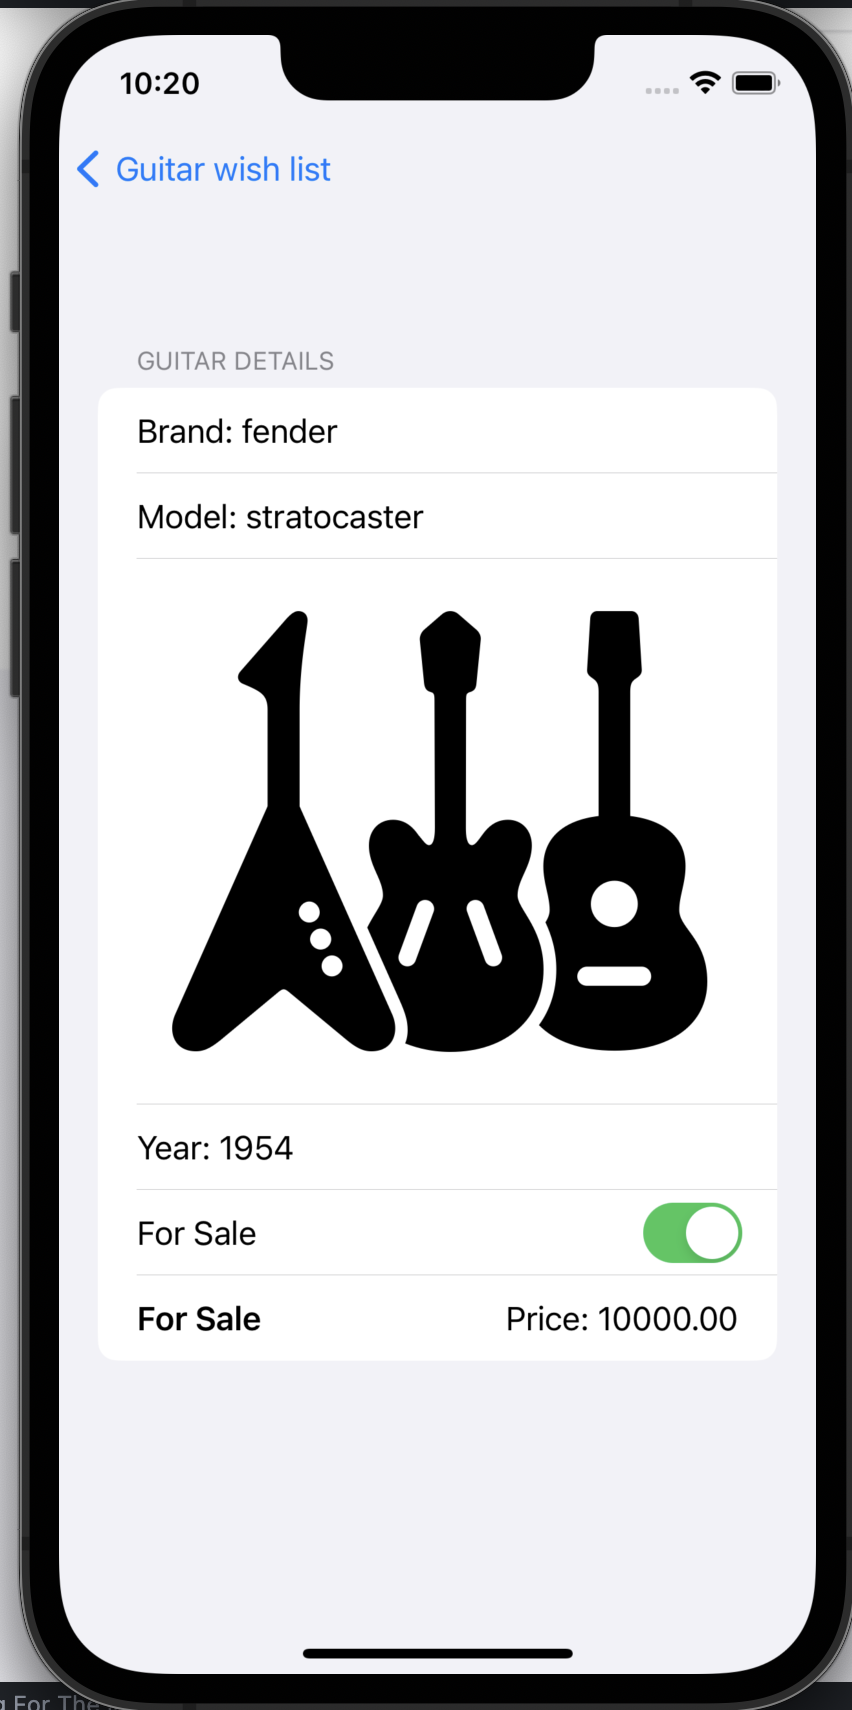 10:20
Guitar wish list
GUITAR DETAILS
Brand: fender
Model: stratocaster
Year: 1954
For Sale
For Sale Price: 10000.00
For The